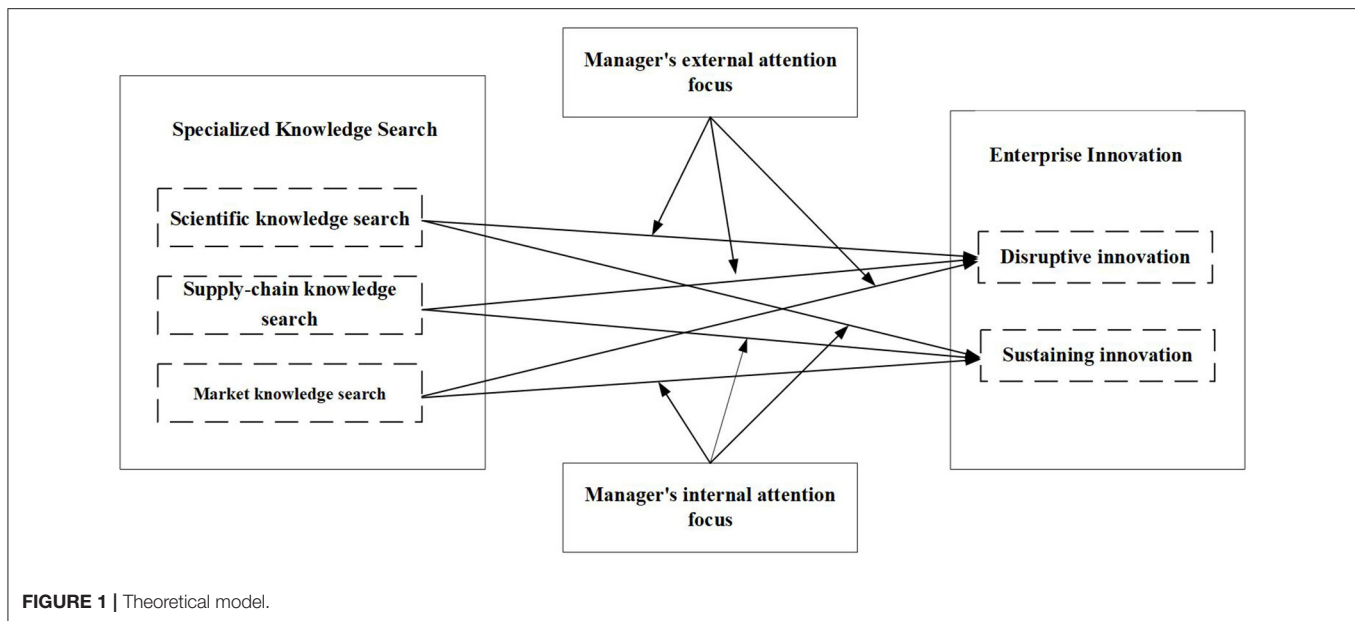 Manager's external attention
focus
Specialized Knowledge Search
Enterprise Innovation
Scientific knowledge search
Disruptive innovation
Supply-chain knowledge
search
Sustaining innovation
Market knowledge search
Manager's internal attention
focus
FIGURE 1 | Theoretical model.